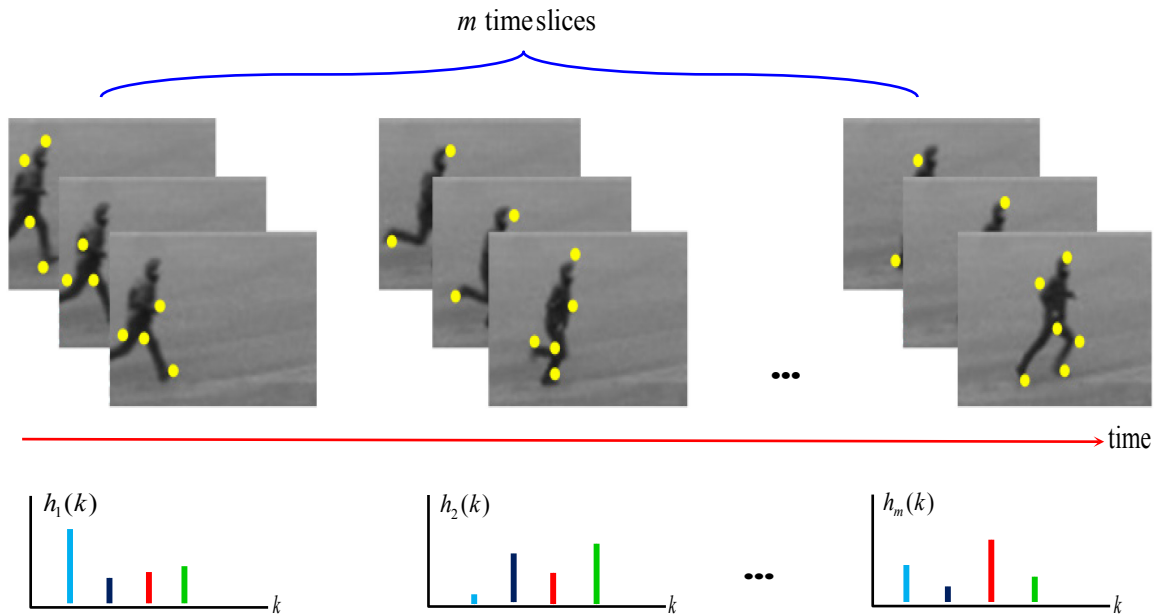 m time slices
...
time
h₁(k)
k
h₂(k)
k
...
hₘ(k)
k